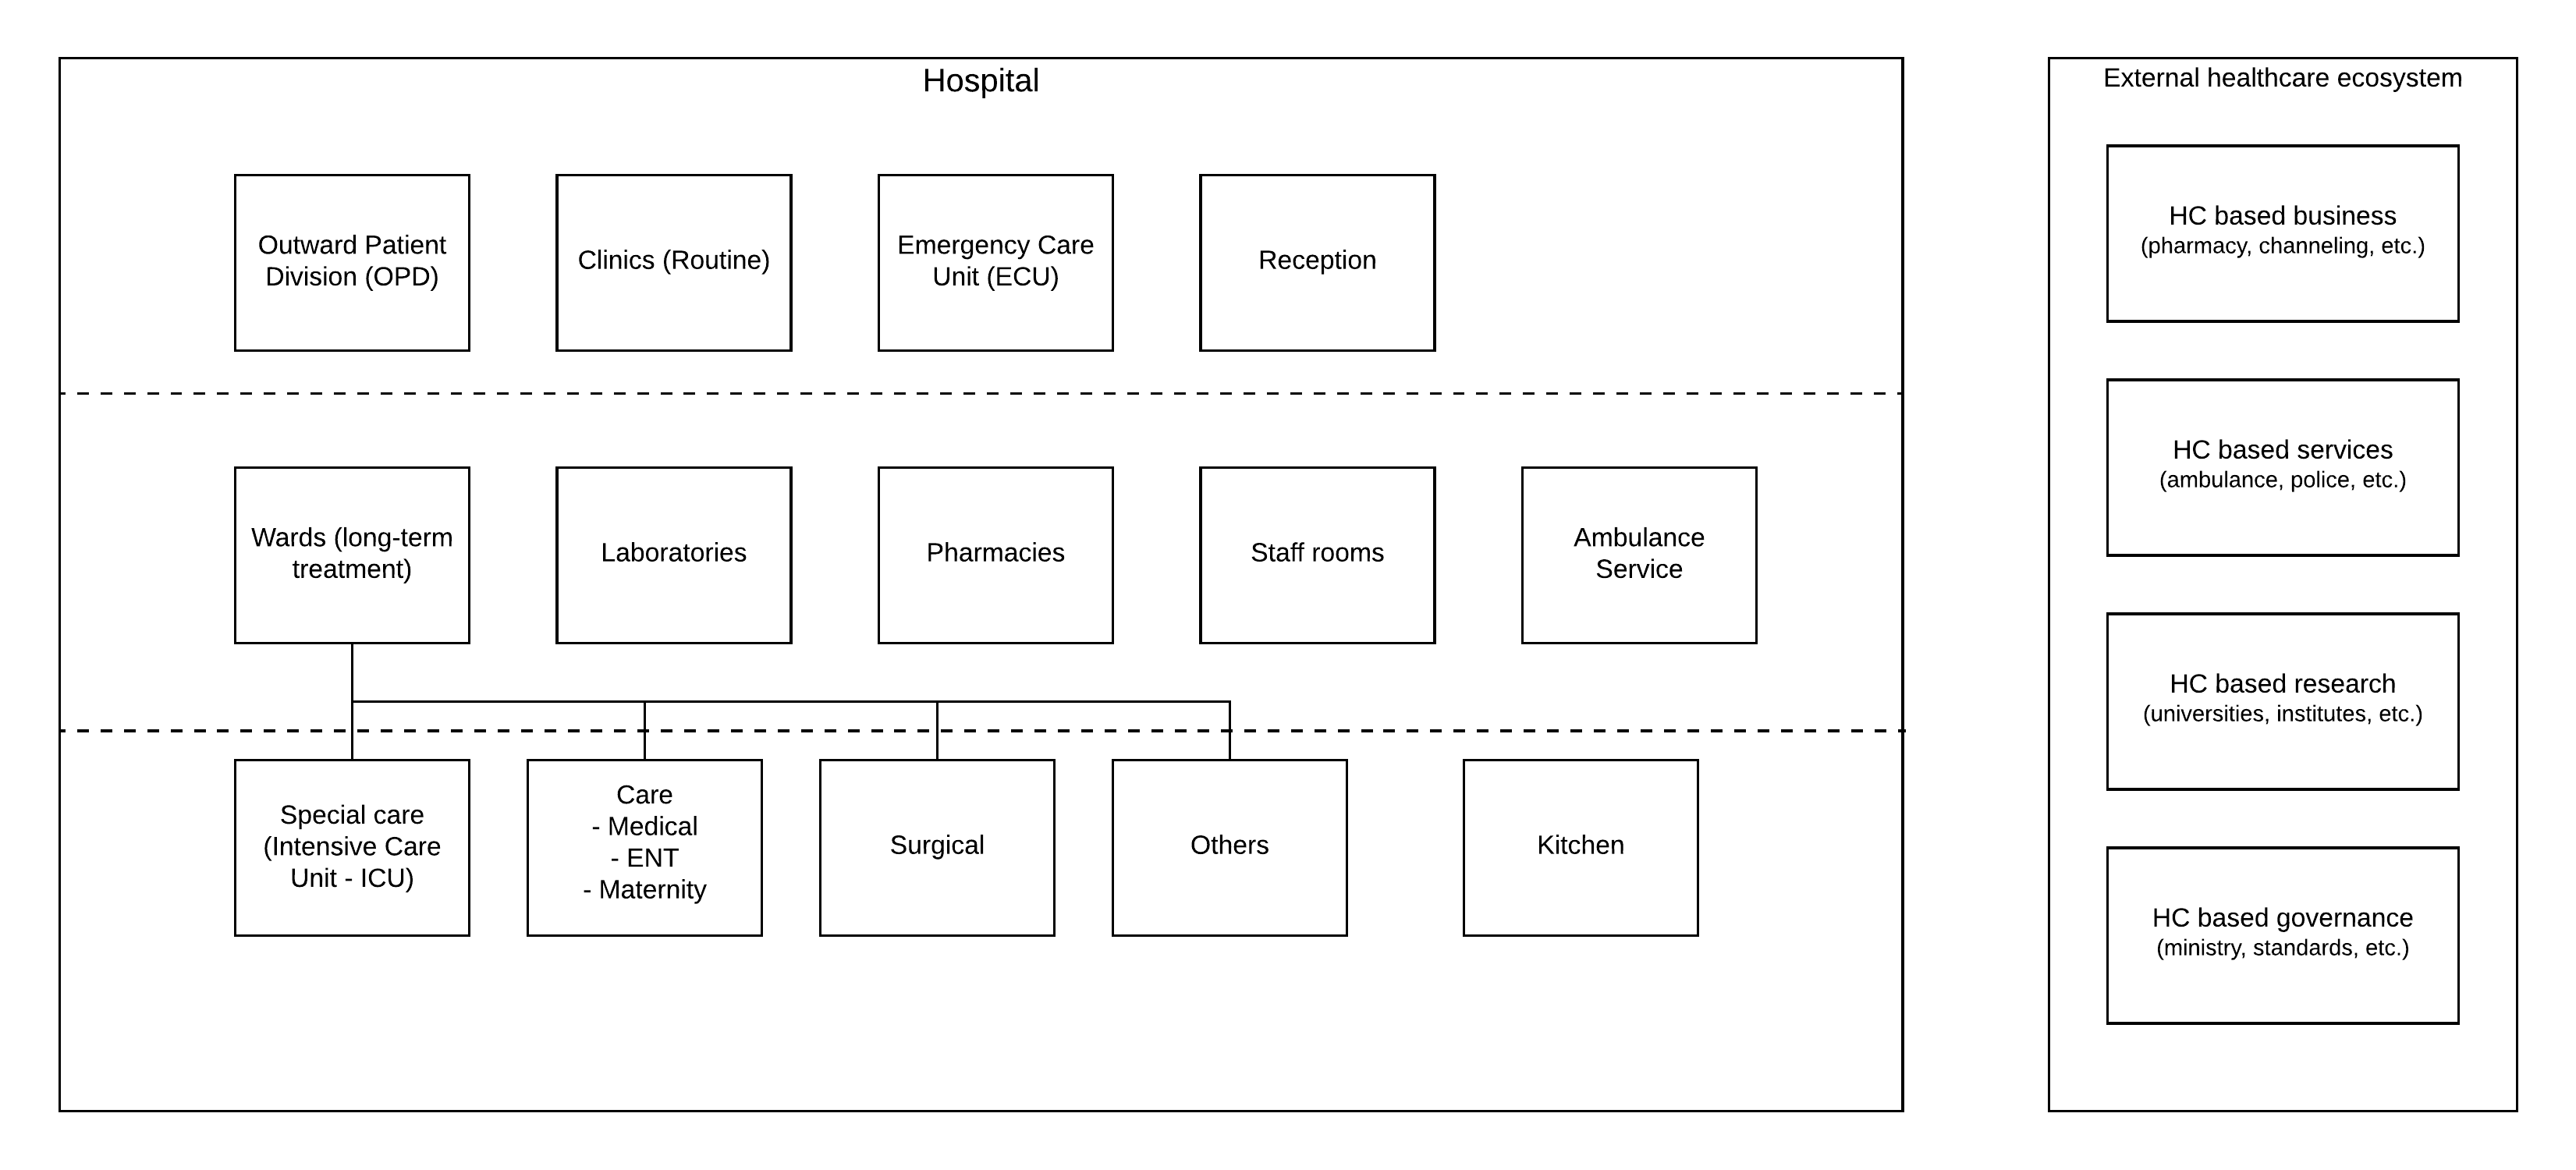 Hospital
Outward Patient
Division (OPD)
Clinics (Routine)
Emergency Care
Unit (ECU)
Reception
Wards (long-term
treatment)
Laboratories
Pharmacies
Staff rooms
Ambulance
Service
Special care
(Intensive Care
Unit - ICU)
Care
- Medical
- ENT
- Maternity
Surgical
Others
Kitchen
External healthcare ecosystem
HC based business
(pharmacy, channeling, etc.)
HC based services
(ambulance, police, etc.)
HC based research
(universities, institutes, etc.)
HC based governance
(ministry, standards, etc.)